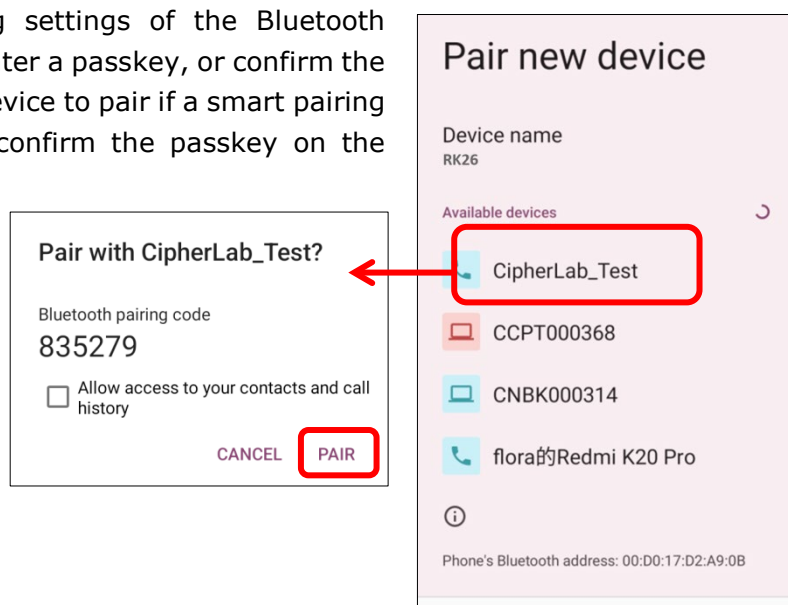 g settings of the Bluetooth
ter a passkey, or confirm the
evice to pair if a smart pairing
confirm the passkey on the
Pair with CipherLab_Test?
Bluetooth pairing code
835279
Allow access to your contacts and call
history
CANCEL PAIR
Pair new device
Device name
RK26
Available devices
CipherLab_Test
CCPT000368
CNBK000314
flora的Redmi K20 Pro
Phone's Bluetooth address: 00:D0:17:D2:A9:0B